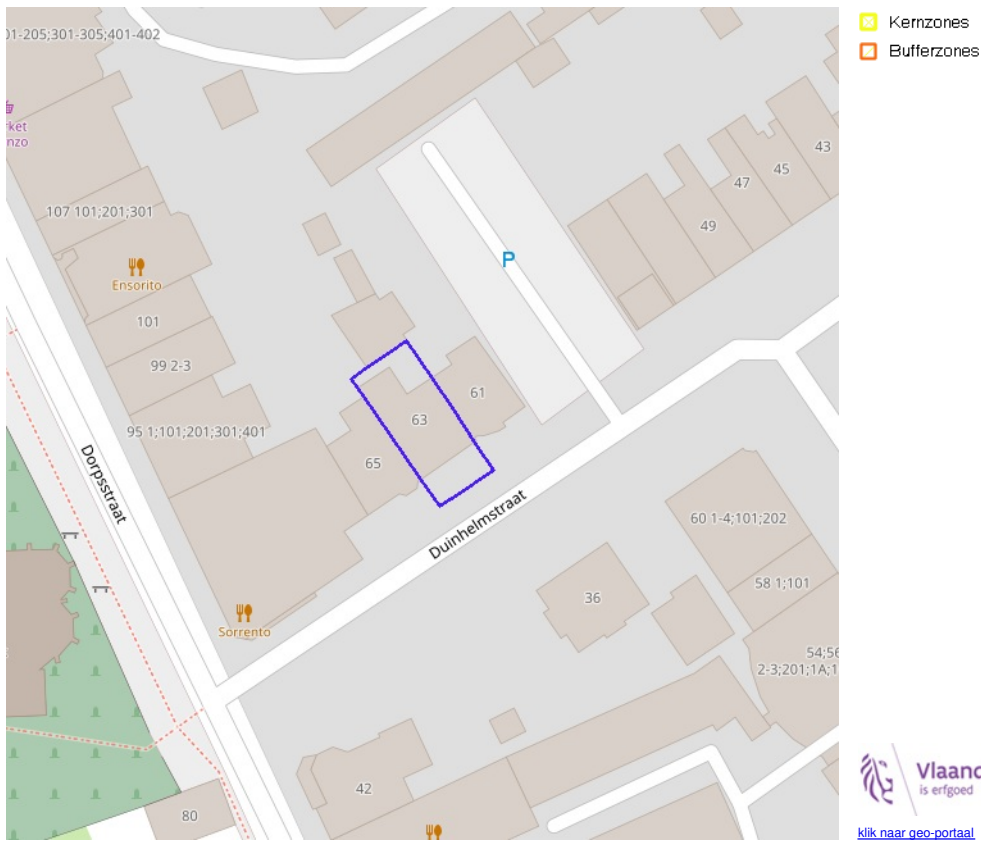 01-205;301-305;401-402
Kernzones
Bufferzones
rket
nzo
43
45
47
107 101;201;301
49
P
Ensorito
101
99 2-3
61
63
95 1;101;201;301;401
65
Dorpsstraat
Duinhelmstraat
60 1-4;101;202
58 1;101
36
Sorrento
54;56
2-3;201;1A;1
42
80
Vlaand
is erfgoed
klik naar geo-portaal